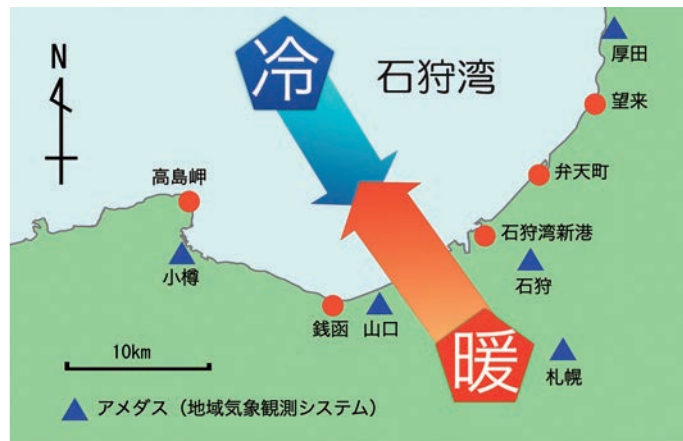 N
冷
石狩湾
厚田
望来
弁天町
高島岬
石狩湾新港
小樽
石狩
銭函
山口
暖
札幌
10km
アメダス（地域気象観測システム）